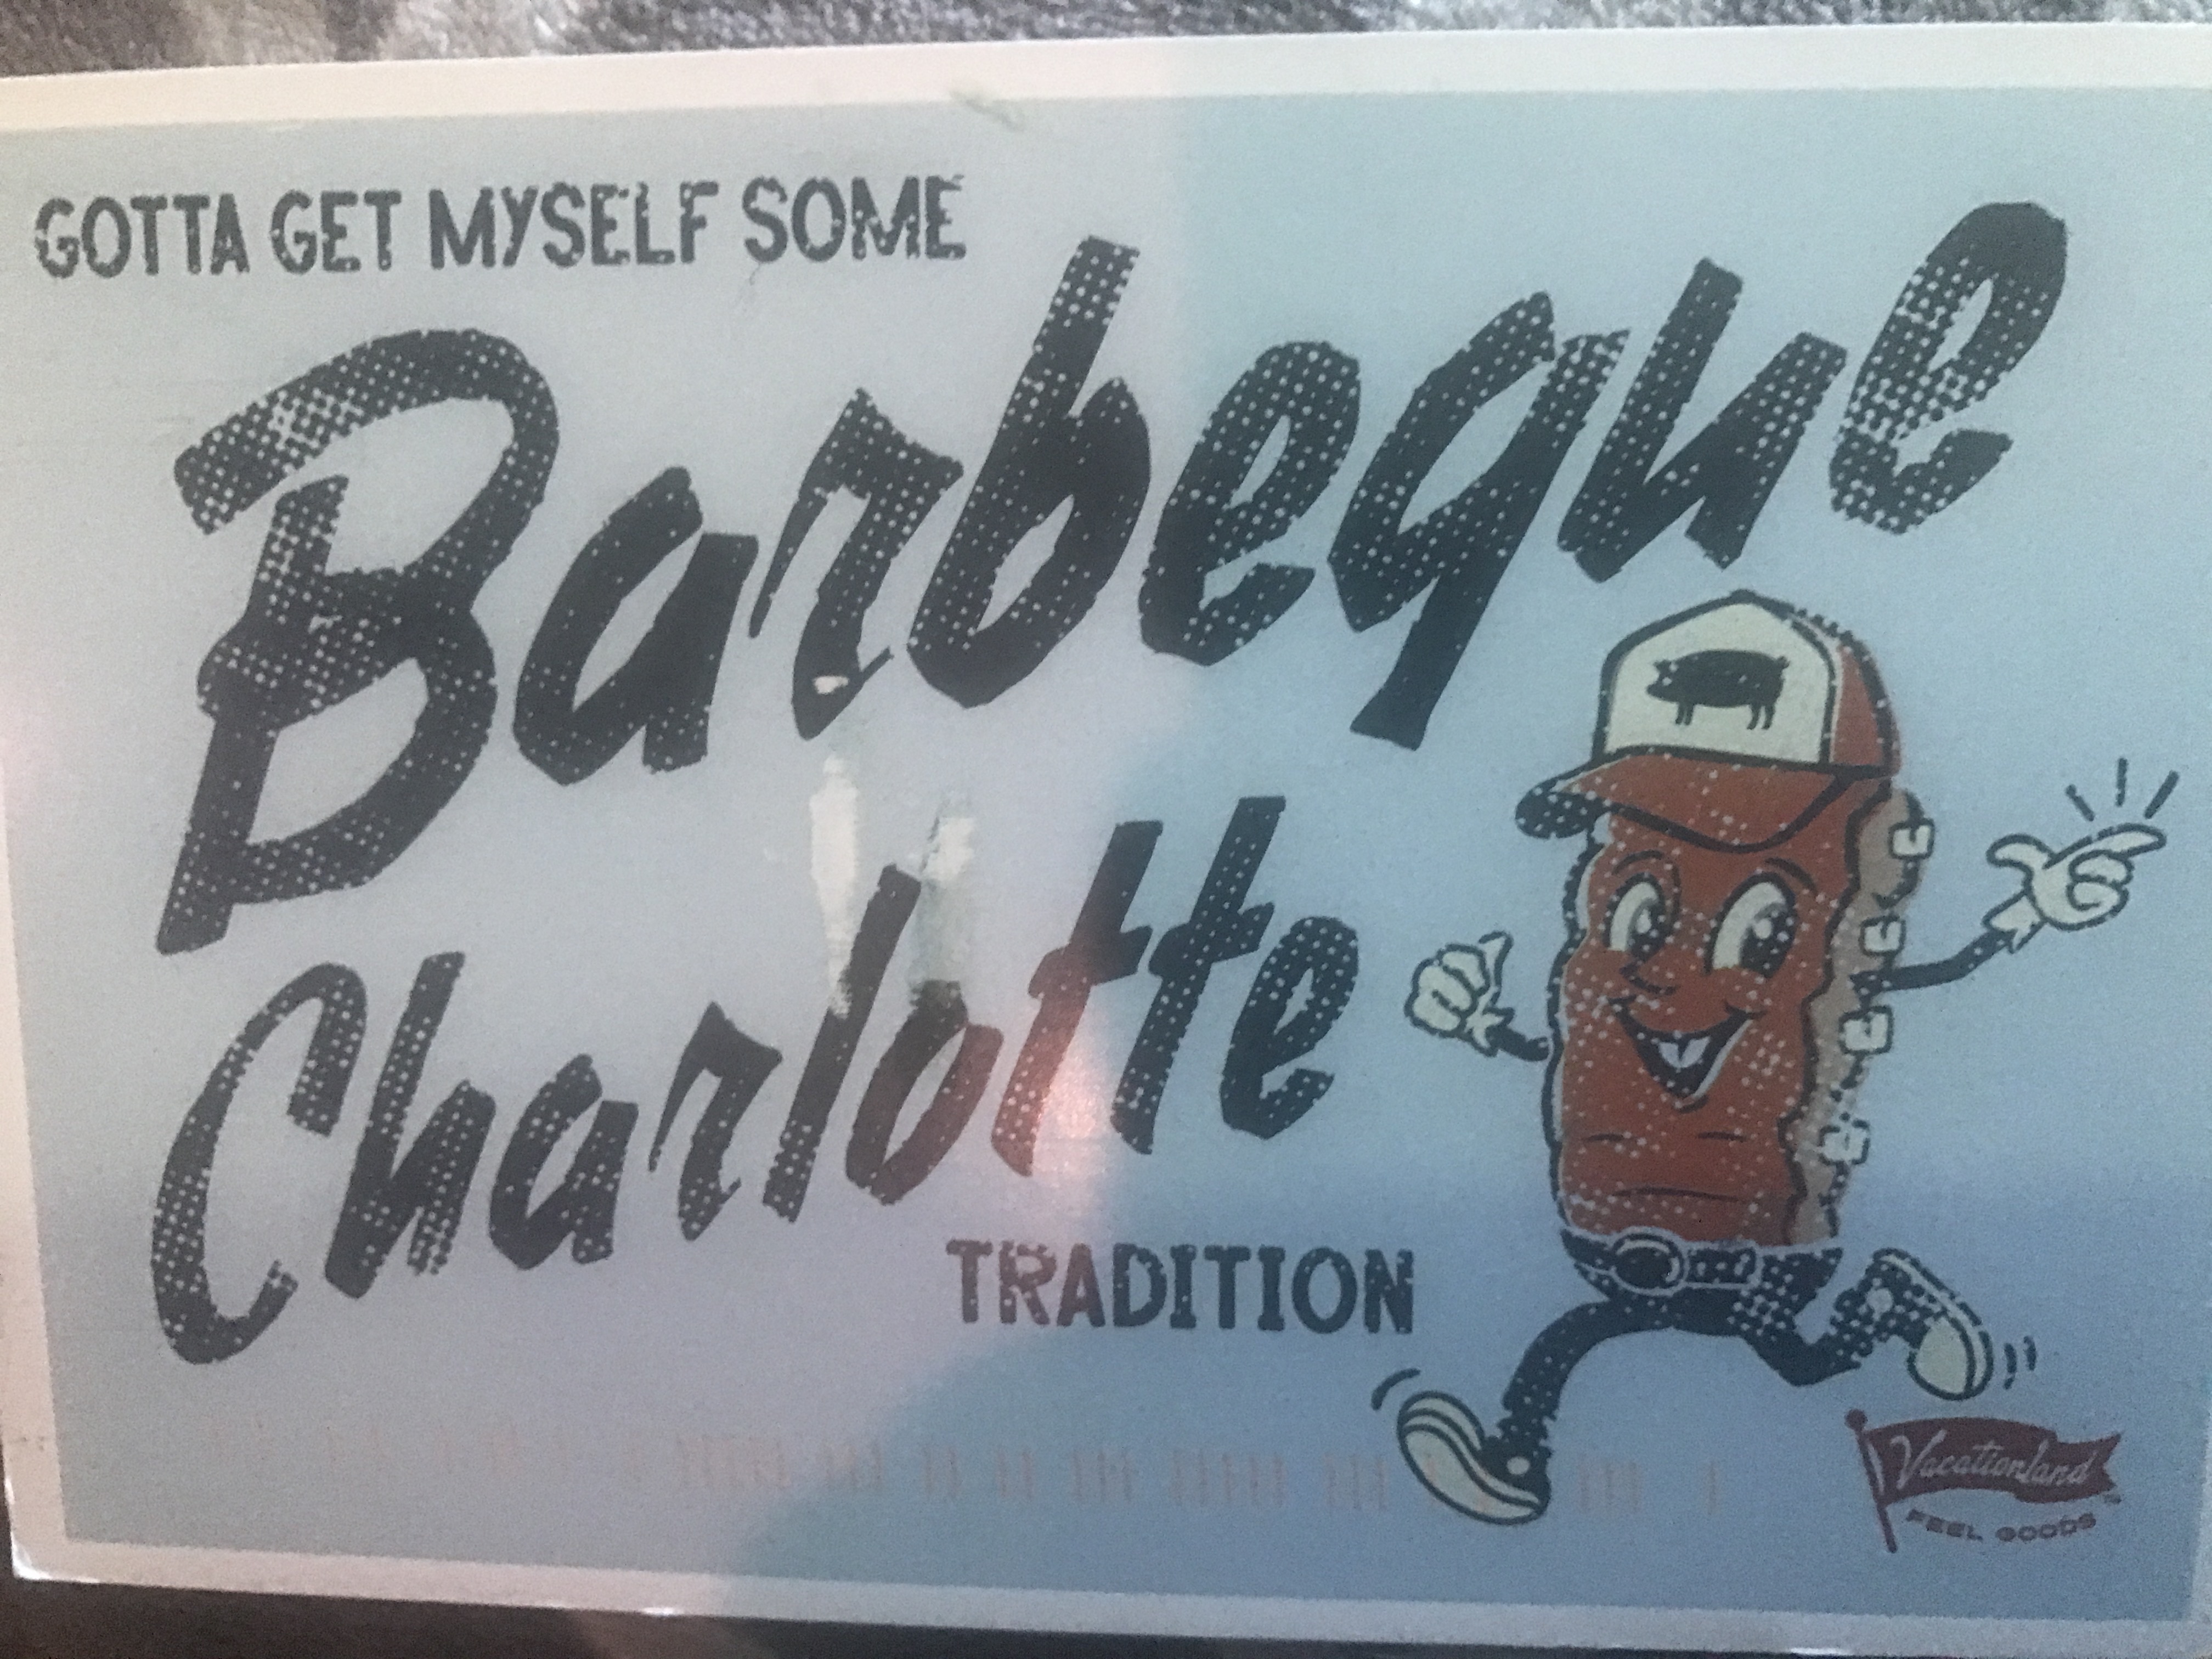 GOTTA GET MYSELF SOME
Barbeque
Charlotte
TRADITION
Vacationland
FEEL GOODS